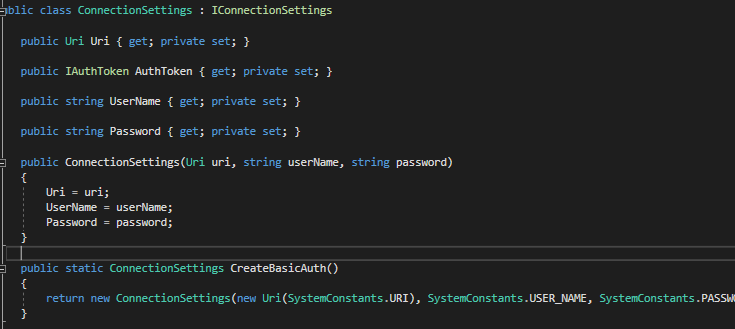 public class ConnectionSettings : IConnectionSettings
public Uri Uri { get; private set; }
public IAuthToken AuthToken { get; private set; }
public string UserName { get; private set; }
public string Password { get; private set; }
public ConnectionSettings(Uri uri, string userName, string password)
{
Uri = uri;
UserName = userName;
Password = password;
}
public static ConnectionSettings CreateBasicAuth()
{
return new ConnectionSettings(new Uri(SystemConstants.URI), SystemConstants.USER_NAME, SystemConstants.PASSW
}